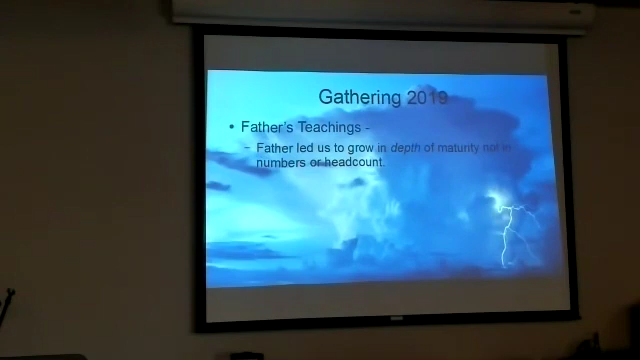 Gathering 2019
• Father's Teachings -
– Father led us to grow in depth of maturity not in
numbers or headcount.